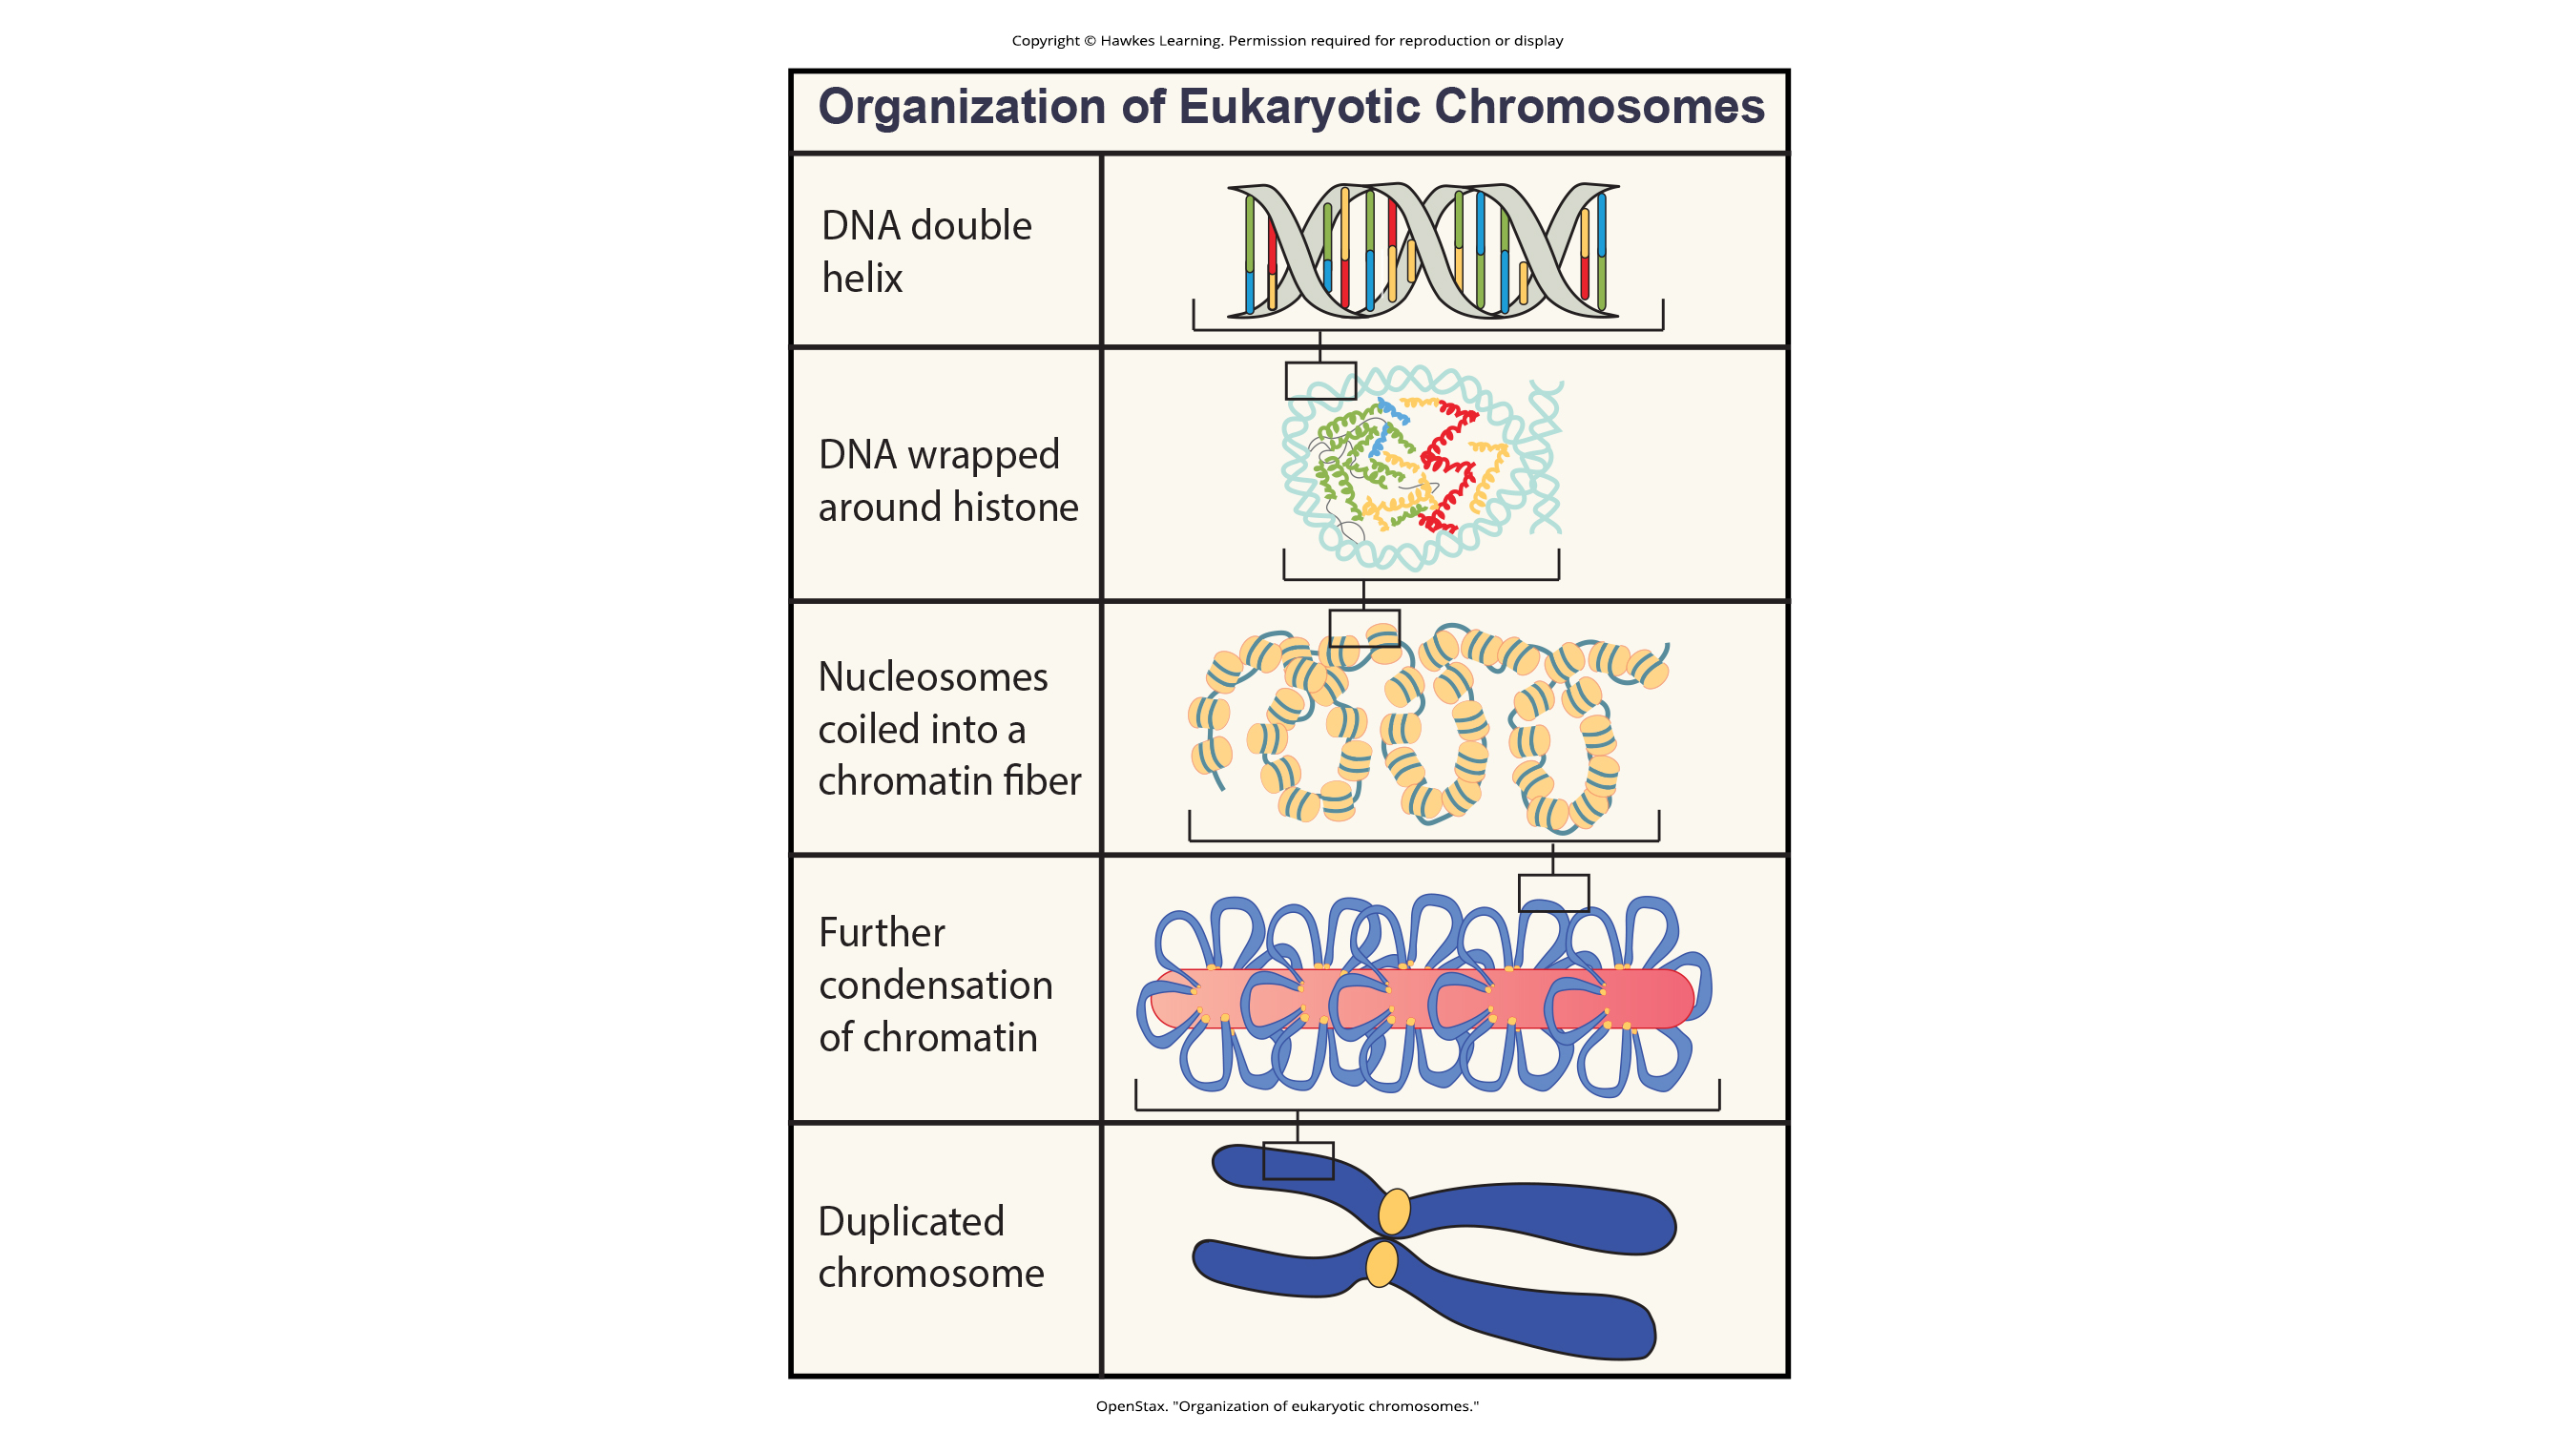 Copyright © Hawkes Learning. Permission required for reproduction or display
Organization of Eukaryotic Chromosomes
DNA double
helix
DNA wrapped
around histone
Nucleosomes
coiled into a
chromatin fiber
Further
condensation
of chromatin
Duplicated
chromosome
OpenStax. "Organization of eukaryotic chromosomes."